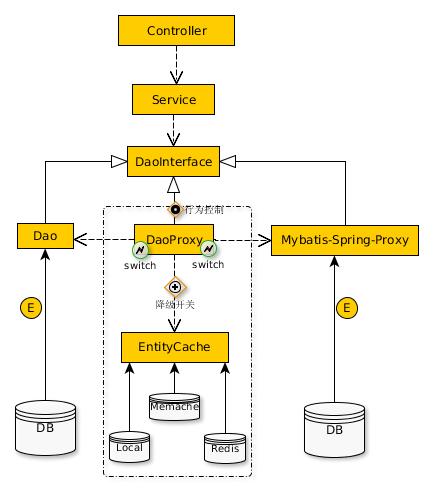 Controller
Service
DaoInterface
行为控制
Dao
DaoProxy
Mybatis-Spring-Proxy
switch
switch
E
降级开关
E
EntityCache
Memache
DB
Local
Redis
DB